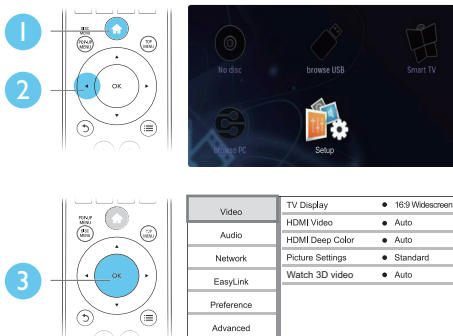 1
DISC
MENU
POP-UP
MENU
TOP
MENU
2
OK
No disc
browse USB
Smart TV
browse PC
Setup
POP-UP
MENU
DISC
MENU
TOP
MENU
3
OK
Video
Audio
Network
EasyLink
Preference
Advanced
TV Display ● 16:9 Widescreen
HDMI Video ● Auto
HDMI Deep Color ● Auto
Picture Settings ● Standard
Watch 3D video ● Auto